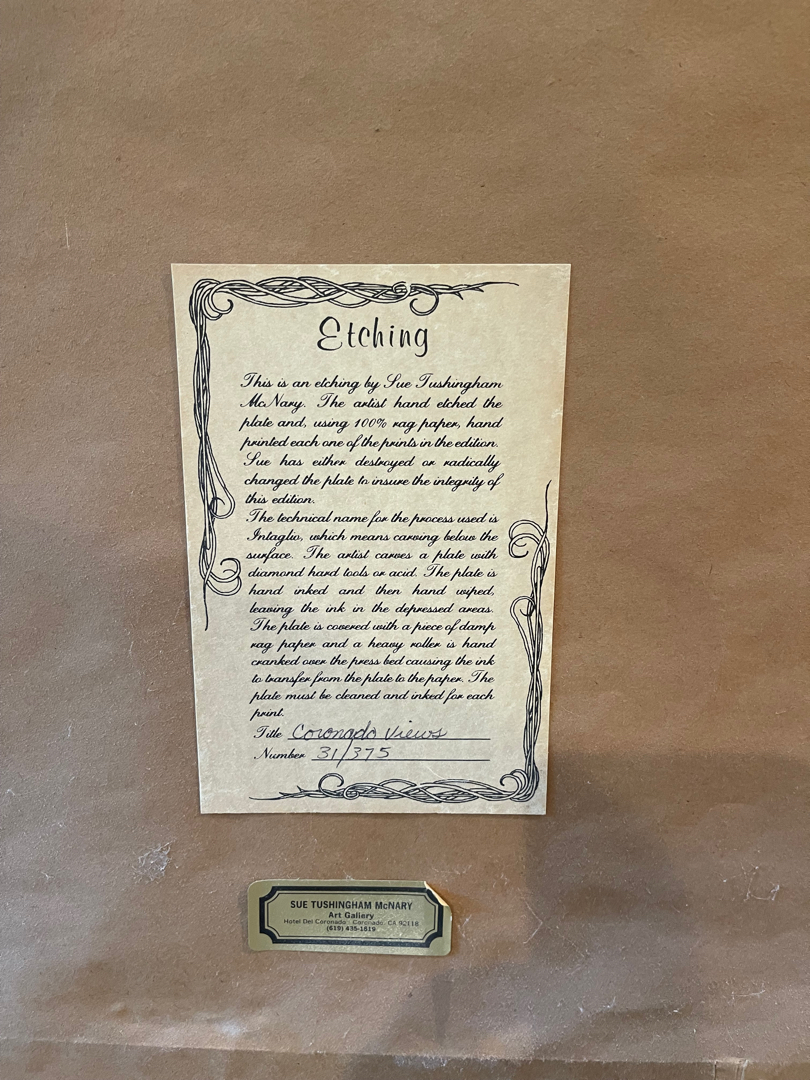 Etching
This is an etching by Sue Tushingham
McNary. The artist hand etched the
plate and, using 100% rag paper, hand
printed each one of the prints in the edition.
Sue has either destroyed or radically
changed the plate to insure the integrity of
this edition.
The technical name for the process used is
Intaglio, which means carving below the
surface. The artist carves a plate with
diamond hard tools or acid. The plate is
hand inked and then hand wiped,
leaving the ink in the depressed areas.
The plate is covered with a piece of damp
rag paper and a heavy roller is hand
cranked over the press bed causing the ink
to transfer from the plate to the paper. The
plate must be cleaned and inked for each
print.
Title Coronado Views
Number 31/375
SUE TUSHINGHAM McNARY
Art Gallery
Hotel Del Coronado · Coronado, CA 92118
(619) 435-1819